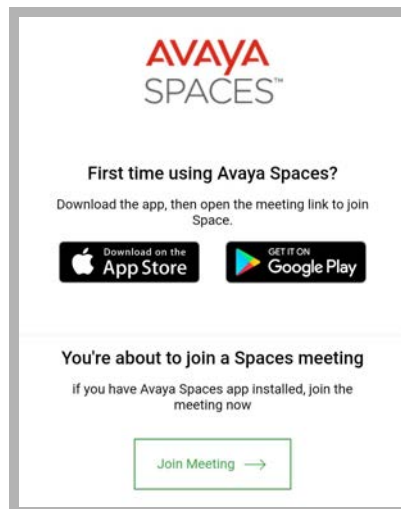 AVAYA
SPACES™
First time using Avaya Spaces?
Download the app, then open the meeting link to join
Space.
Download on the
App Store
GET IT ON
Google Play
You're about to join a Spaces meeting
if you have Avaya Spaces app installed, join the
meeting now
Join Meeting →